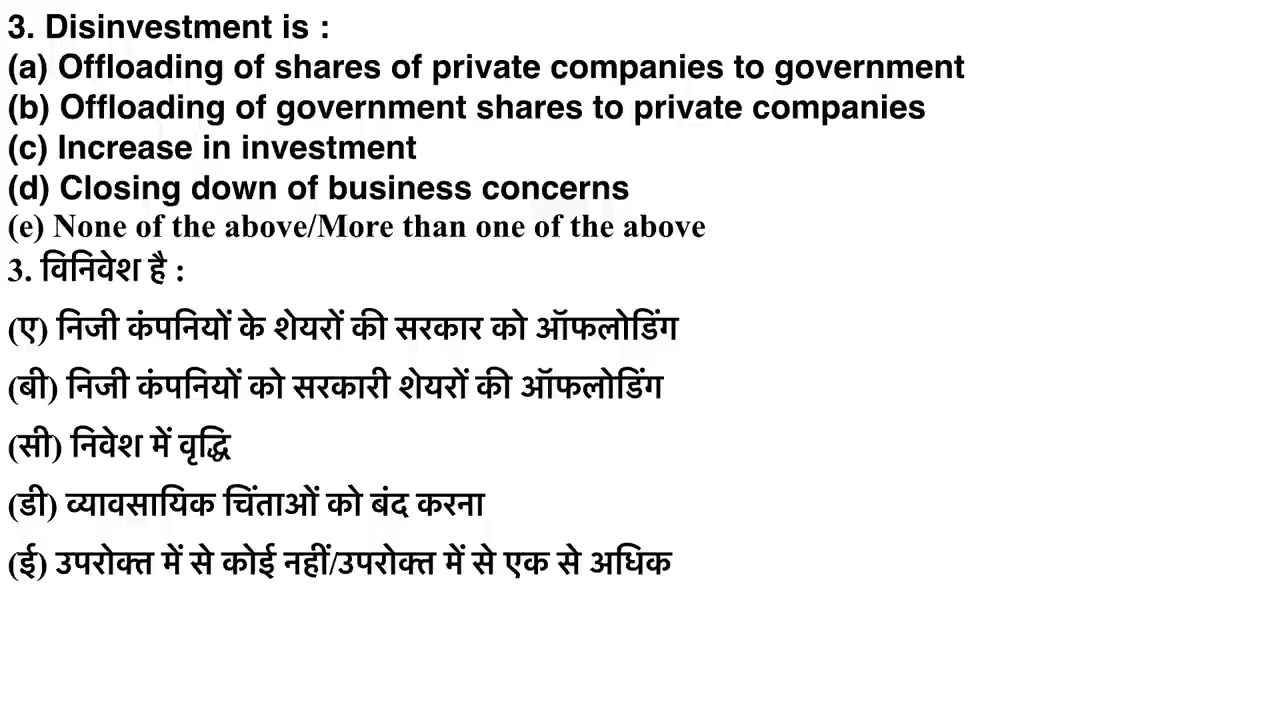 3. Disinvestment is :
(a) Offloading of shares of private companies to government
(b) Offloading of government shares to private companies
(c) Increase in investment
(d) Closing down of business concerns
(e) None of the above/More than one of the above
3. विनिवेश है :
(ए) निजी कंपनियों के शेयरों की सरकार को ऑफलोडिंग
(बी) निजी कंपनियों को सरकारी शेयरों की ऑफलोडिंग
(सी) निवेश में वृद्धि
(डी) व्यावसायिक चिंताओं को बंद करना
(ई) उपरोक्त में से कोई नहीं/उपरोक्त में से एक से अधिक